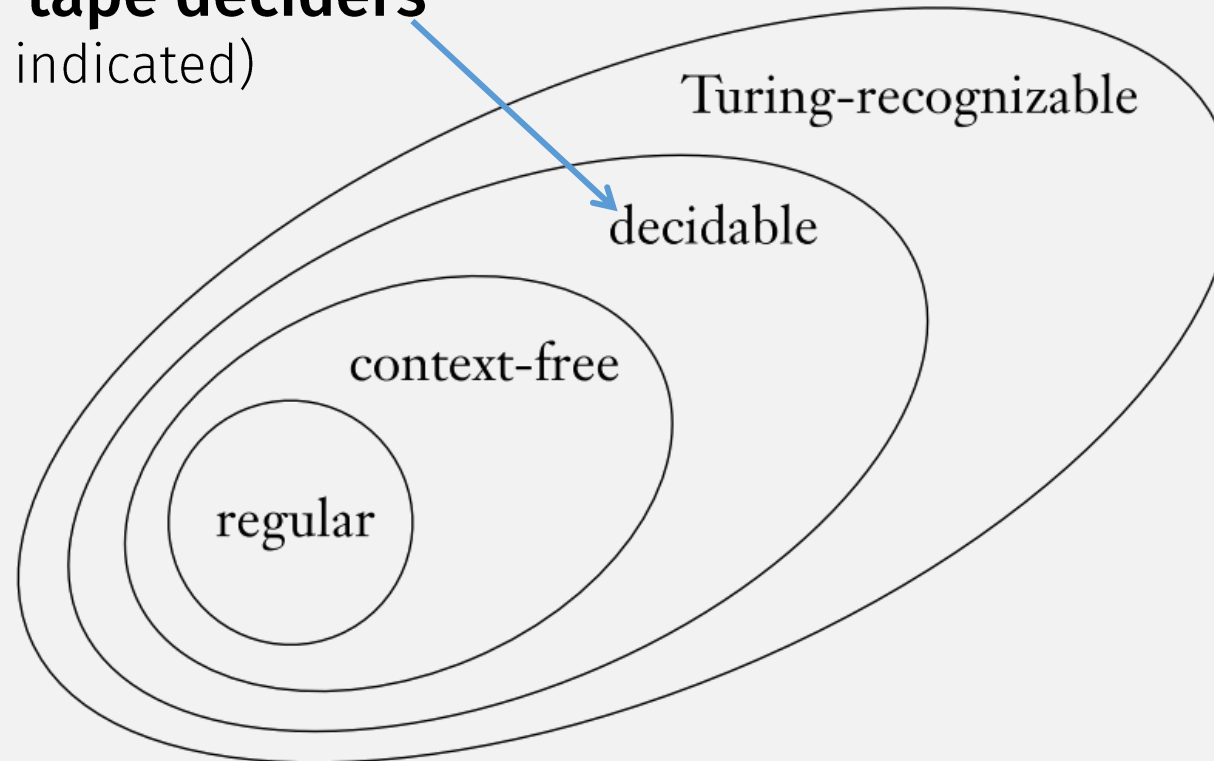 tape deciders
indicated)
Turing-recognizable
decidable
context-free
regular